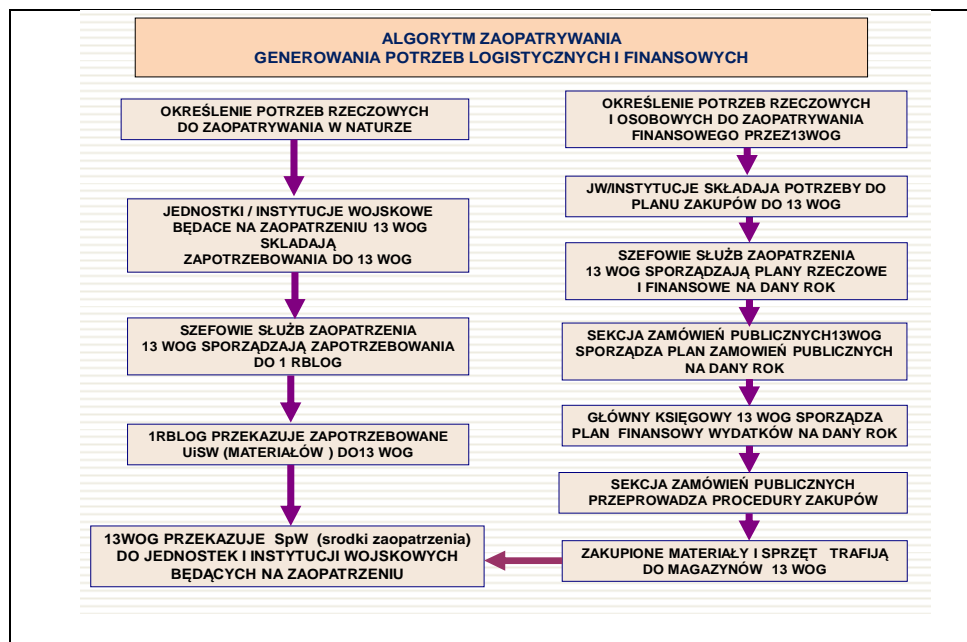 ALGORYTM ZAOPATRYWANIA
GENEROWANIA POTRZEB LOGISTYCZNYCH I FINANSOWYCH
OKREŚLENIE POTRZEB RZECZOWYCH
DO ZAOPATRYWANIA W NATURZE
JEDNOSTKI / INSTYTUCJE WOJSKOWE
BĘDACE NA ZAOPATRZENIU 13 WOG
SKLADAJĄ
ZAPOTRZEBOWANIA DO 13 WOG
SZEFOWIE SŁUŻB ZAOPATRZENIA
13 WOG SPORZĄDZAJĄ ZAPOTRZEBOWANIA
DO 1 RBLOG
1RBLOG PRZEKAZUJE ZAPOTRZEBOWANE
UiSW (MATERIAŁÓW ) DO13 WOG
13WOG PRZEKAZUJE SpW (srodki zaopatrzenia)
DO JEDNOSTEK I INSTYTUCJI WOJSKOWYCH
BĘDĄCYCH NA ZAOPATRZENIU
OKREŚLENIE POTRZEB RZECZOWYCH
I OSOBOWYCH DO ZAOPATRYWANIA
FINANSOWEGO PRZEZ13WOG
JW/INSTYTUCJE SKŁADAJA POTRZEBY DO
PLANU ZAKUPÓW DO 13 WOG
SZEFOWIE SŁUŻB ZAOPATRZENIA
13 WOG SPORZĄDZAJĄ PLANY RZECZOWE
I FINANSOWE NA DANY ROK
SEKCJA ZAMÓWIEŃ PUBLICZNYCH13WOG
SPORZĄDZA PLAN ZAMOWIEŃ PUBLICZNYCH
NA DANY ROK
GŁÓWNY KSIĘGOWY 13 WOG SPORZĄDZA
PLAN FINANSOWY WYDATKÓW NA DANY ROK
SEKCJA ZAMÓWIEŃ PUBLICZNYCH
PRZEPROWADZA PROCEDURY ZAKUPÓW
ZAKUPIONE MATERIAŁY I SPRZĘT TRAFIJĄ
DO MAGAZYNÓW 13 WOG